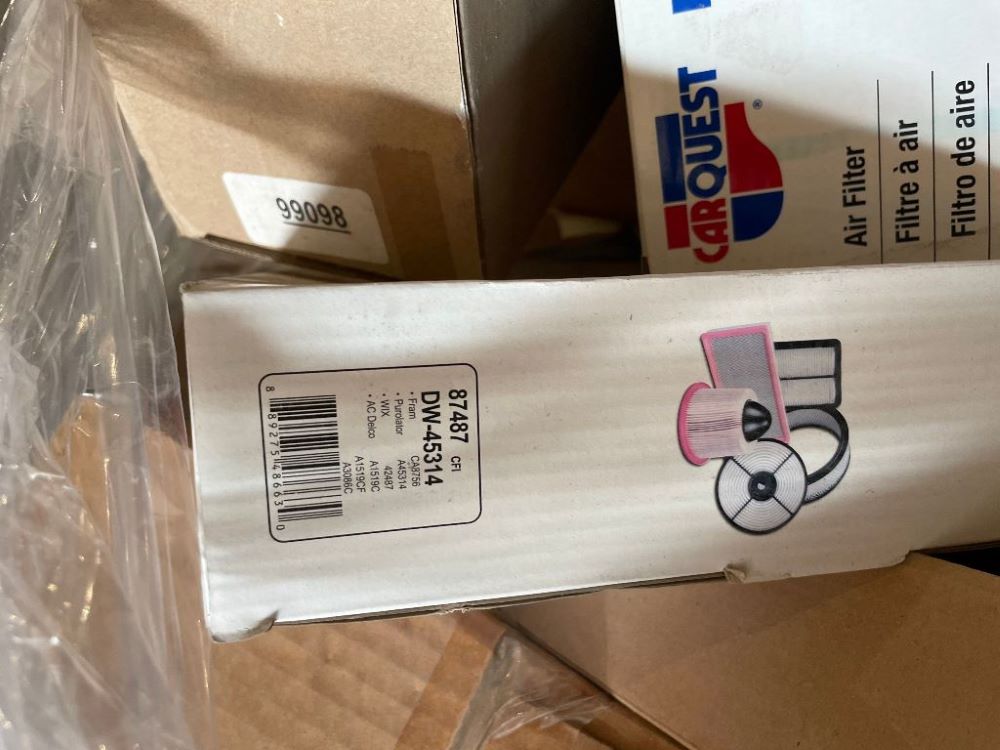 99098
CARQUEST
®
Air Filter
Filtre à air
Filtro de aire
87487 CFI
DW-45314
• Fram CA8756
• Purolator A45314
• WIX 42487
• AC Delco A1519C
A1519CF
A3086C
8 89275 48663 0